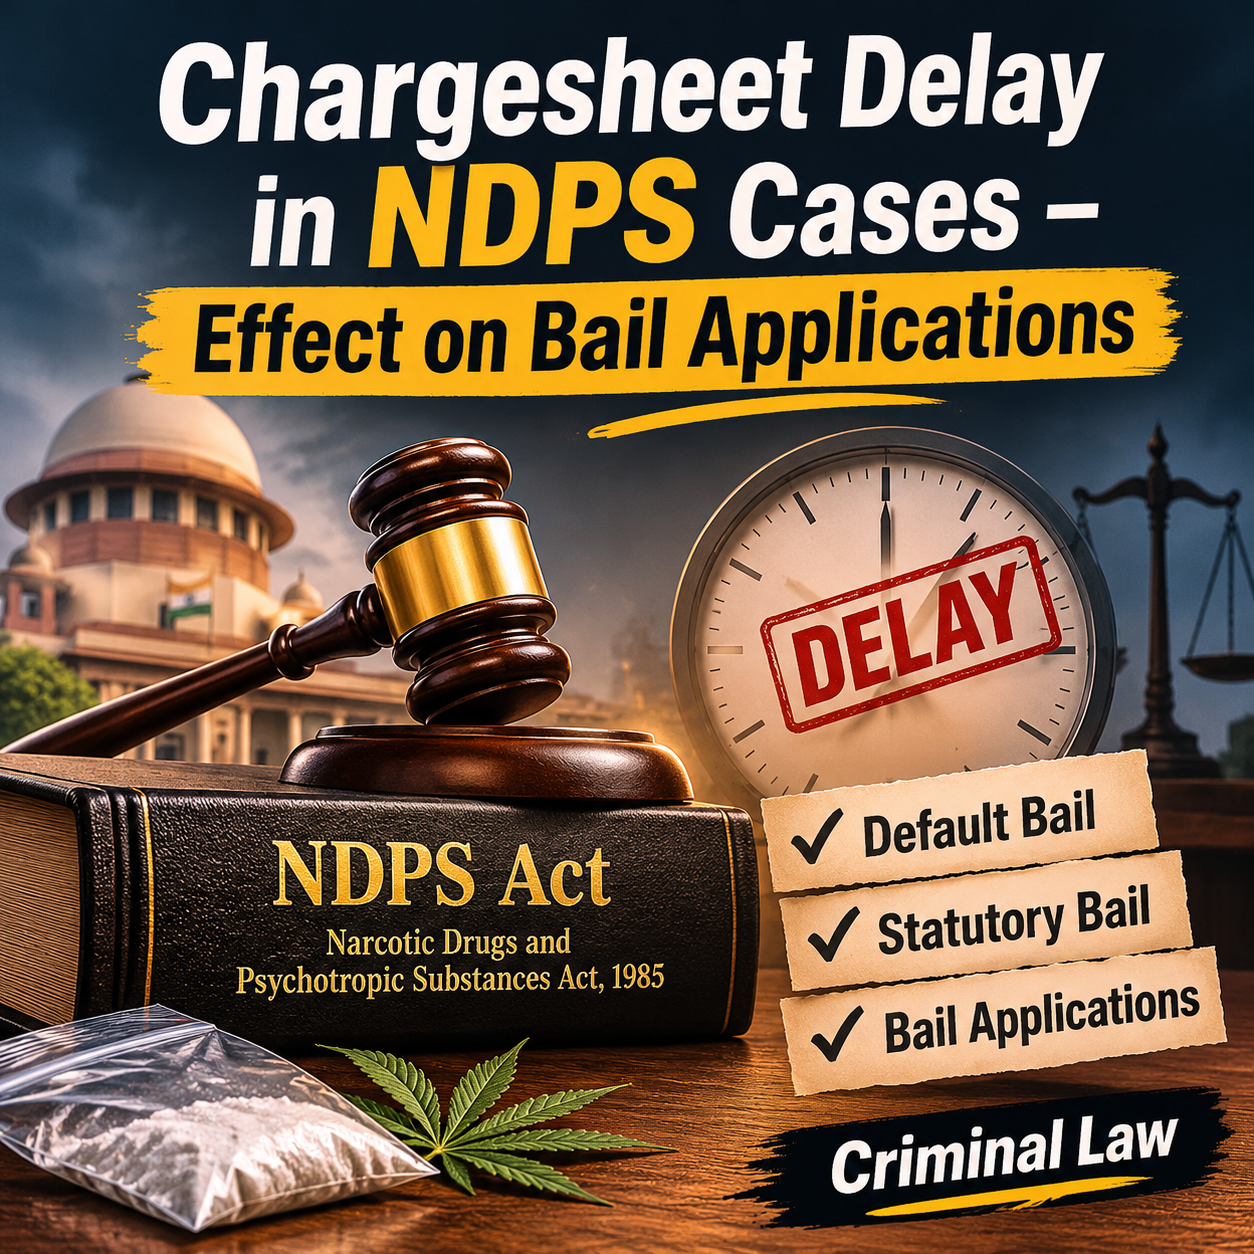 Chargesheet Delay
in NDPS Cases –
Effect on Bail Applications
DELAY
NDPS Act
Narcotic Drugs and
Psychotropic Substances Act, 1985
✓ Default Bail
✓ Statutory Bail
✓ Bail Applications
Criminal Law